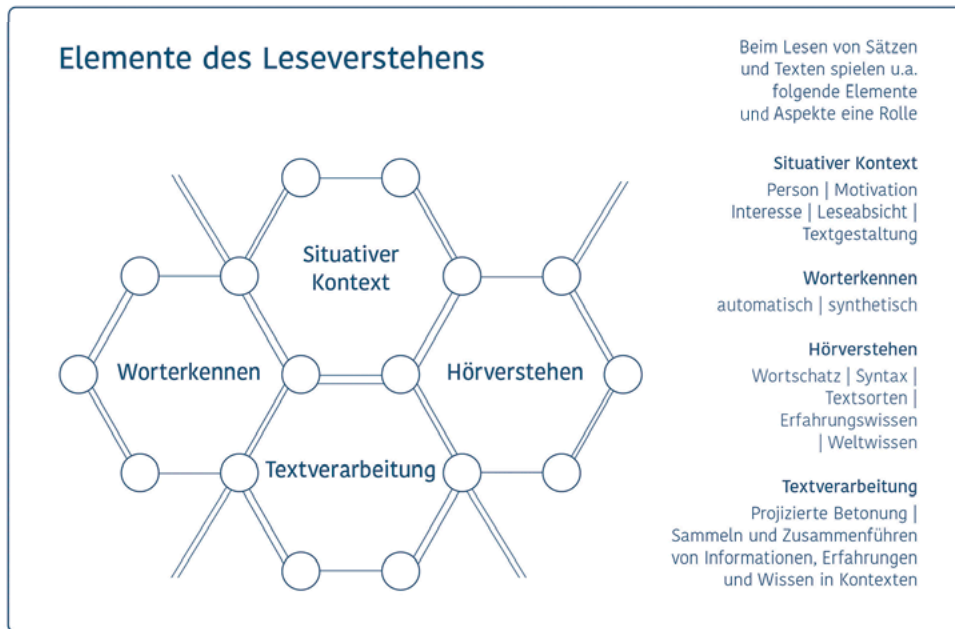 Elemente des Leseverstehens
Beim Lesen von Sätzen
und Texten spielen u.a.
folgende Elemente
und Aspekte eine Rolle
Situativer
Kontext
Worterkennen
Hörverstehen
Textverarbeitung
Situativer Kontext
Person | Motivation
Interesse | Leseabsicht |
Textgestaltung
Worterkennen
automatisch | synthetisch
Hörverstehen
Wortschatz | Syntax |
Textsorten |
Erfahrungswissen
| Weltwissen
Textverarbeitung
Projizierte Betonung |
Sammeln und Zusammenführen
von Informationen, Erfahrungen
und Wissen in Kontexten